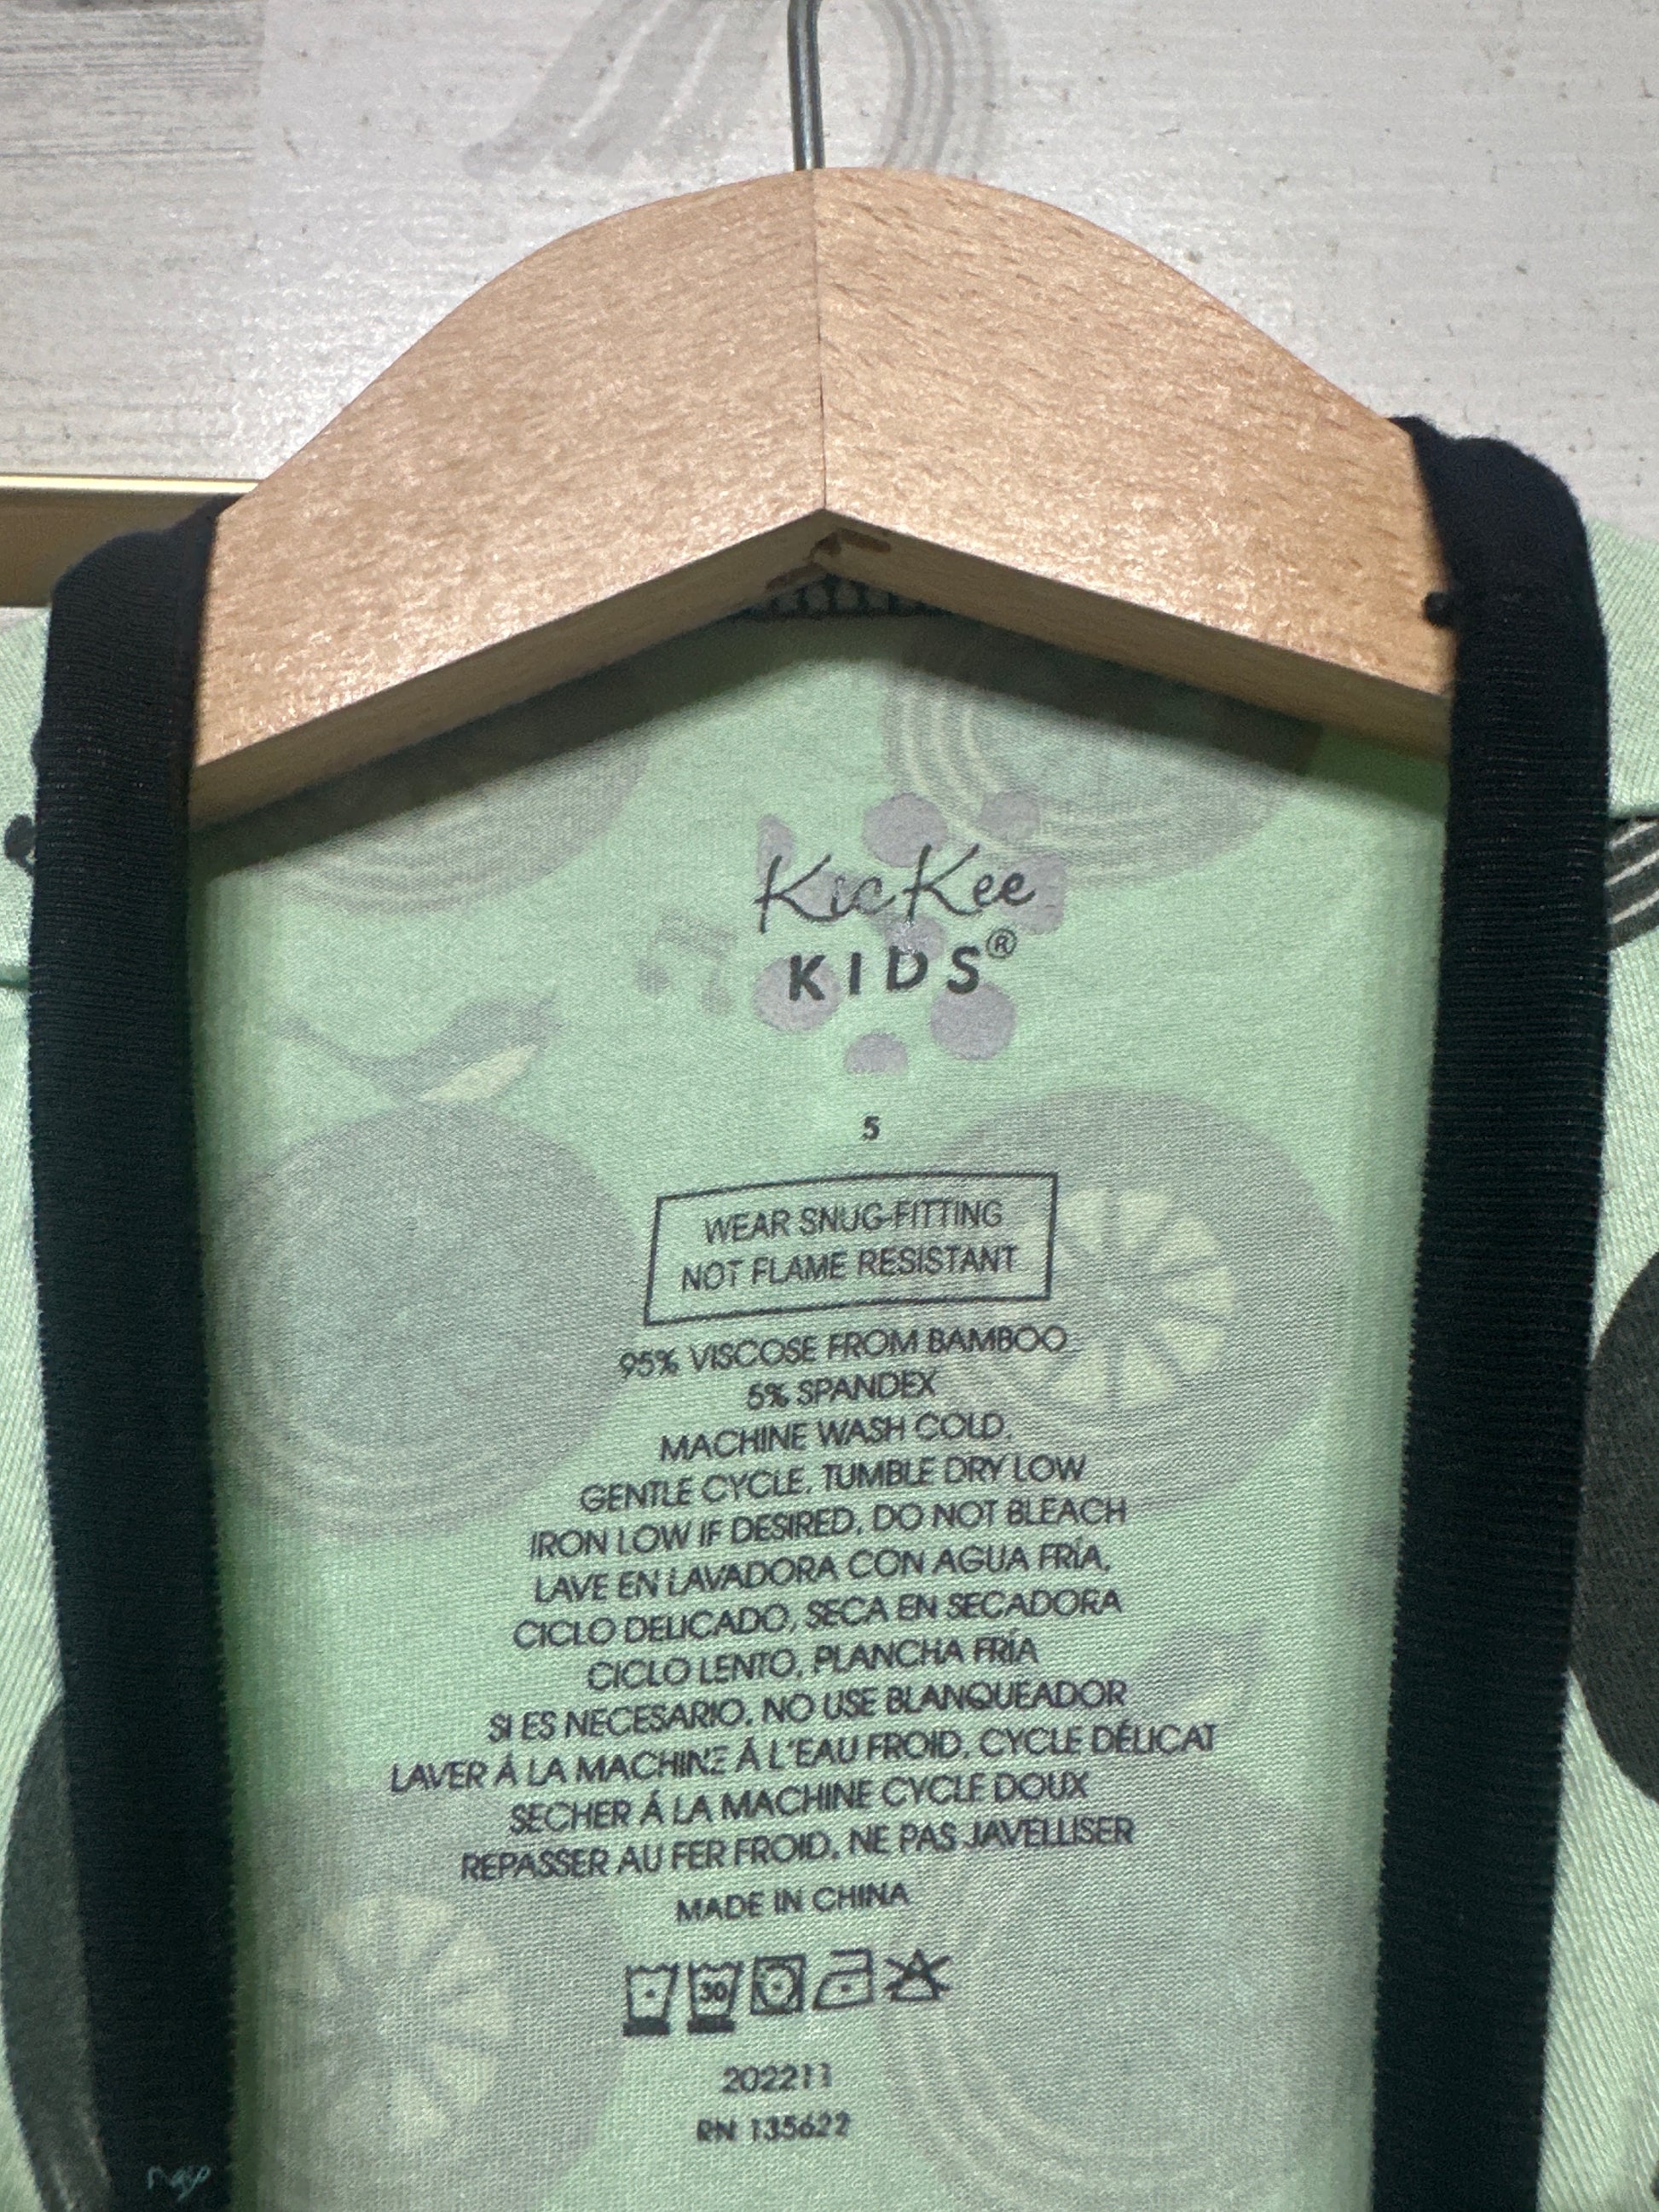 KicKee
KIDS®
5
WEAR SNUG-FITTING
NOT FLAME RESISTANT
95% VISCOSE FROM BAMBOO
5% SPANDEX
MACHINE WASH COLD,
GENTLE CYCLE, TUMBLE DRY LOW
IRON LOW IF DESIRED, DO NOT BLEACH
LAVE EN LAVADORA CON AGUA FRÍA,
CICLO DELICADO, SECA EN SECADORA
CICLO LENTO, PLANCHA FRÍA
SI ES NECESARIO, NO USE BLANQUEADOR
LAVER Á LA MACHINE Á L'EAU FROID, CYCLE DÉLICAT
SECHER Á LA MACHINE CYCLE DOUX
REPASSER AU FER FROID, NE PAS JAVELLISER
MADE IN CHINA
30
202211
RN 135622